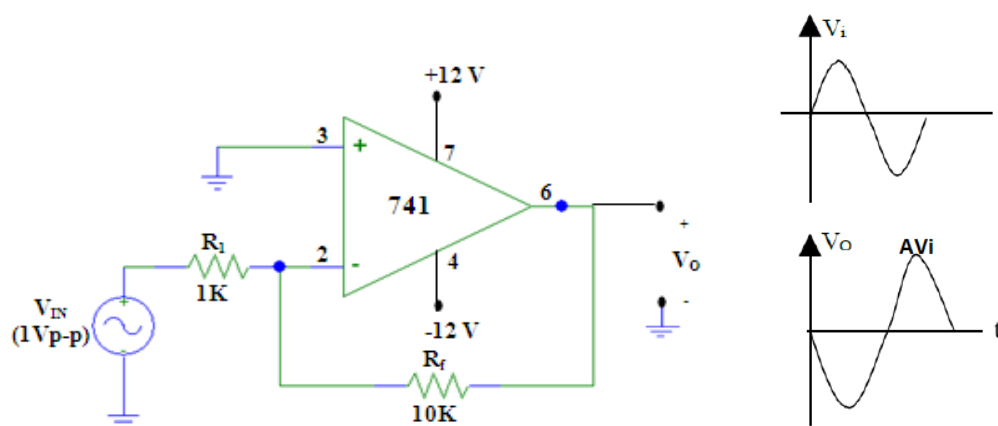 +12 V
3
+
7
741
6
2
-
4
-12 V
R1
1K
VIN
(1Vp-p)
+
-
Rf
10K
+
VO
-
Vi
VO
AVi
t